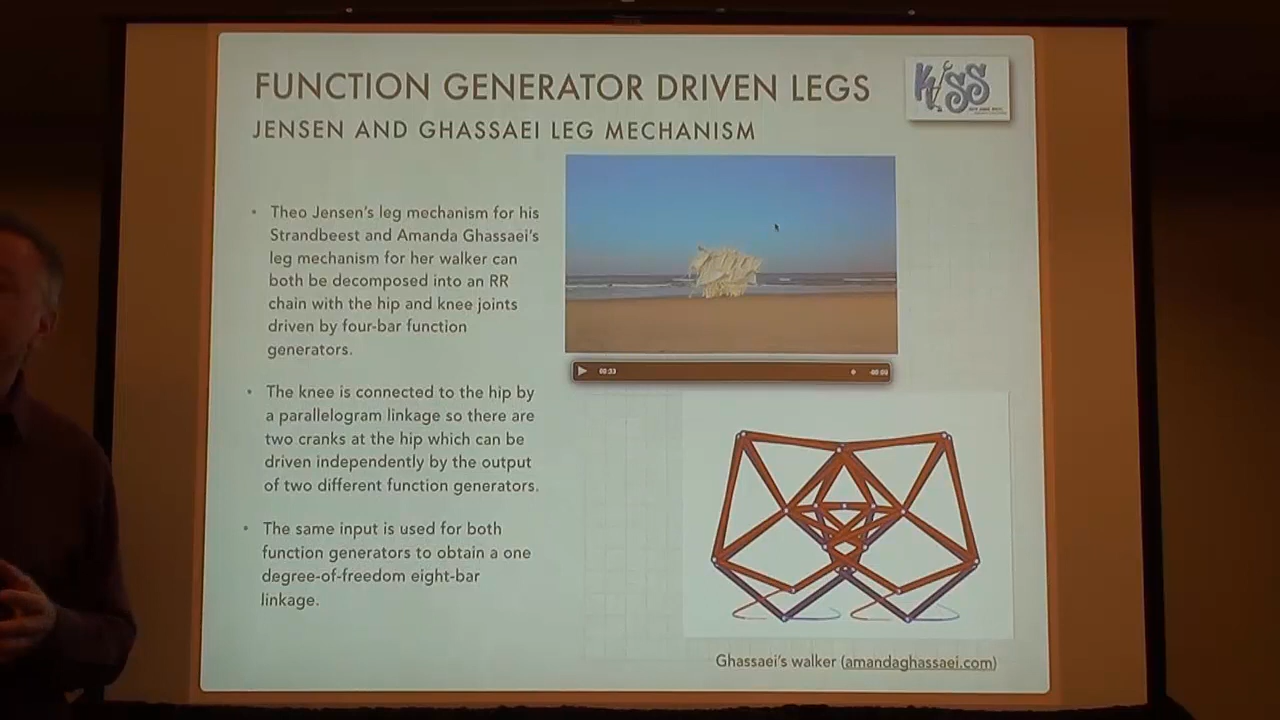 FUNCTION GENERATOR DRIVEN LEGS
JENSEN AND GHASSAEI LEG MECHANISM
KISS
• Theo Jensen's leg mechanism for his
Strandbeest and Amanda Ghassaei's
leg mechanism for her walker can
both be decomposed into an RR
chain with the hip and knee joints
driven by four-bar function
generators.
• The knee is connected to the hip by
a parallelogram linkage so there are
two cranks at the hip which can be
driven independently by the output
of two different function generators.
• The same input is used for both
function generators to obtain a one
degree-of-freedom eight-bar
linkage.
00:33
Ghassaei's walker (amandaghassaei.com)